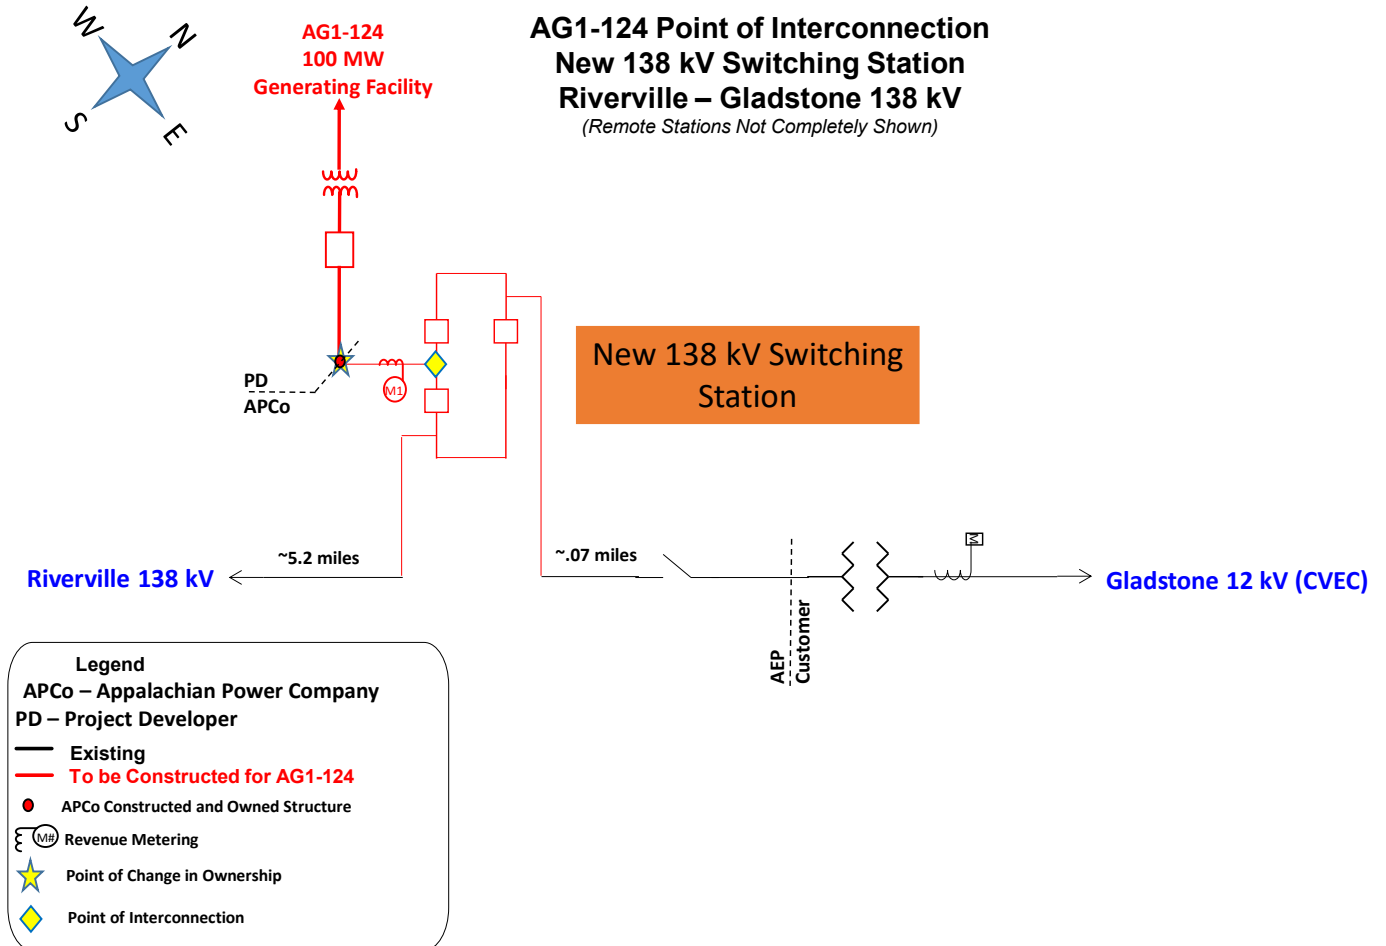 W
N
S
E
AG1-124
100 MW
Generating Facility
AG1-124 Point of Interconnection
New 138 kV Switching Station
Riverville – Gladstone 138 kV
(Remote Stations Not Completely Shown)
PD
APCo
M1
New 138 kV Switching
Station
Riverville 138 kV
~5.2 miles
~.07 miles
AEP
Customer
M
Gladstone 12 kV (CVEC)
Legend
APCo – Appalachian Power Company
PD – Project Developer
Existing
To be Constructed for AG1-124
APCo Constructed and Owned Structure
M# Revenue Metering
Point of Change in Ownership
Point of Interconnection